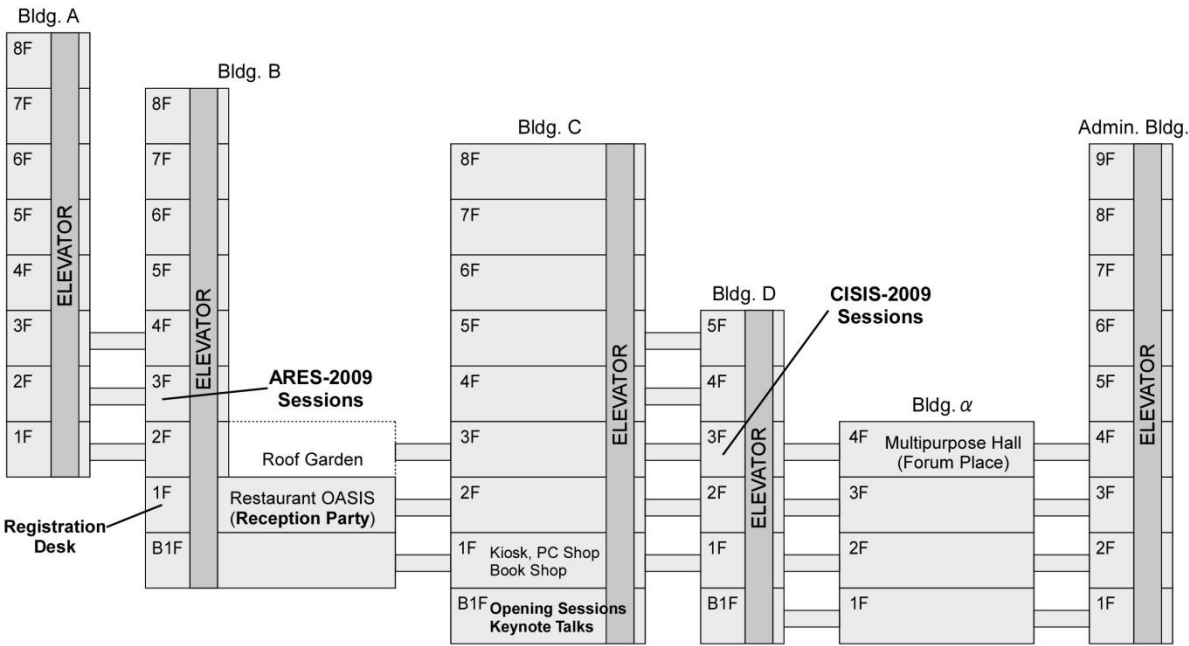 Bldg. A
8F
7F
6F
5F
4F
3F
2F
1F
ELEVATOR
Bldg. B
8F
7F
6F
5F
4F
3F
2F
1F
B1F
ELEVATOR
ARES-2009
Sessions
Roof Garden
Restaurant OASIS
(Reception Party)
Registration
Desk
Bldg. C
8F
7F
6F
5F
4F
3F
2F
1F Kiosk, PC Shop
Book Shop
B1F Opening Sessions
Keynote Talks
ELEVATOR
Bldg. D
5F
4F
3F
2F
1F
B1F
ELEVATOR
CISIS-2009
Sessions
Bldg. α
4F Multipurpose Hall
(Forum Place)
3F
2F
1F
Admin. Bldg.
9F
8F
7F
6F
5F
4F
3F
2F
1F
ELEVATOR